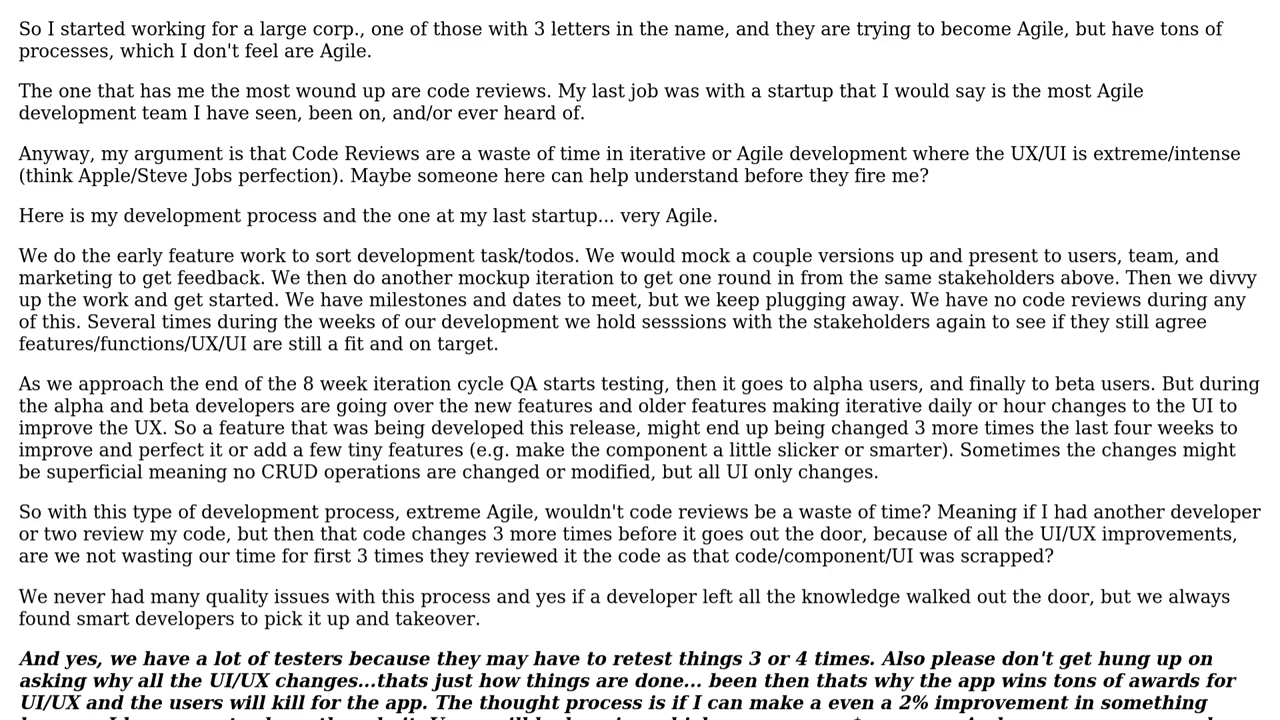 So I started working for a large corp., one of those with 3 letters in the name, and they are trying to become Agile, but have tons of
processes, which I don't feel are Agile.
The one that has me the most wound up are code reviews. My last job was with a startup that I would say is the most Agile
development team I have seen, been on, and/or ever heard of.
Anyway, my argument is that Code Reviews are a waste of time in iterative or Agile development where the UX/UI is extreme/intense
(think Apple/Steve Jobs perfection). Maybe someone here can help understand before they fire me?
Here is my development process and the one at my last startup... very Agile.
We do the early feature work to sort development task/todos. We would mock a couple versions up and present to users, team, and
marketing to get feedback. We then do another mockup iteration to get one round in from the same stakeholders above. Then we divvy
up the work and get started. We have milestones and dates to meet, but we keep plugging away. We have no code reviews during any
of this. Several times during the weeks of our development we hold sesssions with the stakeholders again to see if they still agree
features/functions/UX/UI are still a fit and on target.
As we approach the end of the 8 week iteration cycle QA starts testing, then it goes to alpha users, and finally to beta users. But during
the alpha and beta developers are going over the new features and older features making iterative daily or hour changes to the UI to
improve the UX. So a feature that was being developed this release, might end up being changed 3 more times the last four weeks to
improve and perfect it or add a few tiny features (e.g. make the component a little slicker or smarter). Sometimes the changes might
be superficial meaning no CRUD operations are changed or modified, but all UI only changes.
So with this type of development process, extreme Agile, wouldn't code reviews be a waste of time? Meaning if I had another developer
or two review my code, but then that code changes 3 more times before it goes out the door, because of all the UI/UX improvements,
are we not wasting our time for first 3 times they reviewed it the code as that code/component/UI was scrapped?
We never had many quality issues with this process and yes if a developer left all the knowledge walked out the door, but we always
found smart developers to pick it up and takeover.
And yes, we have a lot of testers because they may have to retest things 3 or 4 times. Also please don't get hung up on
asking why all the UI/UX changes...thats just how things are done... been then thats why the app wins tons of awards for
UI/UX and the users will kill for the app. The thought process is if I can make a even a 2% improvement in something